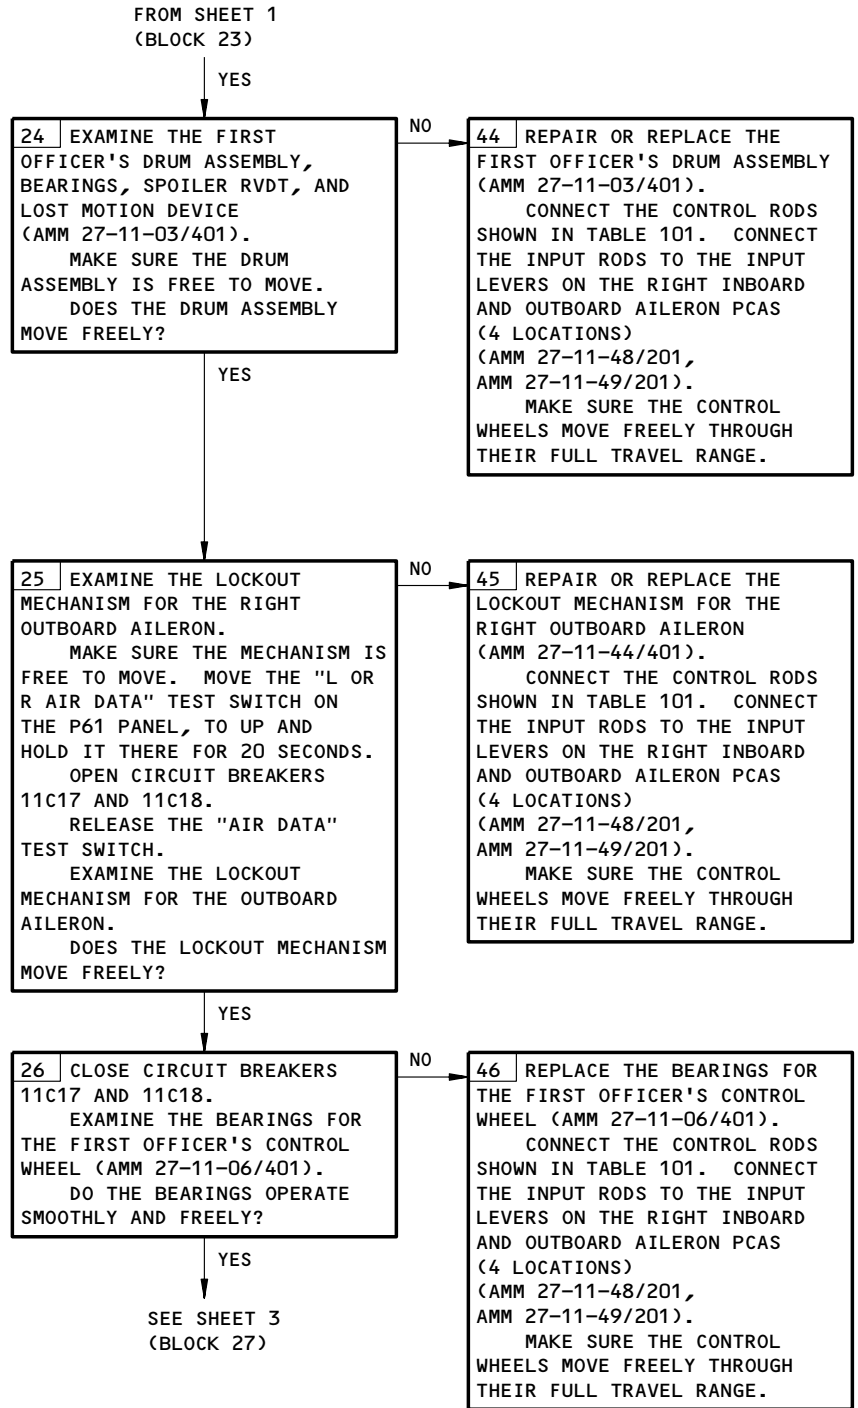 FROM SHEET 1
(BLOCK 23)
YES
24 EXAMINE THE FIRST
OFFICER'S DRUM ASSEMBLY,
BEARINGS, SPOILER RVDT, AND
LOST MOTION DEVICE
(AMM 27-11-03/401).
MAKE SURE THE DRUM
ASSEMBLY IS FREE TO MOVE.
DOES THE DRUM ASSEMBLY
MOVE FREELY?
NO
44 REPAIR OR REPLACE THE
FIRST OFFICER'S DRUM ASSEMBLY
(AMM 27-11-03/401).
CONNECT THE CONTROL RODS
SHOWN IN TABLE 101. CONNECT
THE INPUT RODS TO THE INPUT
LEVERS ON THE RIGHT INBOARD
AND OUTBOARD AILERON PCAS
(4 LOCATIONS)
(AMM 27-11-48/201,
AMM 27-11-49/201).
MAKE SURE THE CONTROL
WHEELS MOVE FREELY THROUGH
THEIR FULL TRAVEL RANGE.
YES
25 EXAMINE THE LOCKOUT
MECHANISM FOR THE RIGHT
OUTBOARD AILERON.
MAKE SURE THE MECHANISM IS
FREE TO MOVE. MOVE THE "L OR
R AIR DATA" TEST SWITCH ON
THE P61 PANEL, TO UP AND
HOLD IT THERE FOR 20 SECONDS.
OPEN CIRCUIT BREAKERS
11C17 AND 11C18.
RELEASE THE "AIR DATA"
TEST SWITCH.
EXAMINE THE LOCKOUT
MECHANISM FOR THE OUTBOARD
AILERON.
DOES THE LOCKOUT MECHANISM
MOVE FREELY?
NO
45 REPAIR OR REPLACE THE
LOCKOUT MECHANISM FOR THE
RIGHT OUTBOARD AILERON
(AMM 27-11-44/401).
CONNECT THE CONTROL RODS
SHOWN IN TABLE 101. CONNECT
THE INPUT RODS TO THE INPUT
LEVERS ON THE RIGHT INBOARD
AND OUTBOARD AILERON PCAS
(4 LOCATIONS)
(AMM 27-11-48/201,
AMM 27-11-49/201).
MAKE SURE THE CONTROL
WHEELS MOVE FREELY THROUGH
THEIR FULL TRAVEL RANGE.
YES
26 CLOSE CIRCUIT BREAKERS
11C17 AND 11C18.
EXAMINE THE BEARINGS FOR
THE FIRST OFFICER'S CONTROL
WHEEL (AMM 27-11-06/401).
DO THE BEARINGS OPERATE
SMOOTHLY AND FREELY?
NO
46 REPLACE THE BEARINGS FOR
THE FIRST OFFICER'S CONTROL
WHEEL (AMM 27-11-06/401).
CONNECT THE CONTROL RODS
SHOWN IN TABLE 101. CONNECT
THE INPUT RODS TO THE INPUT
LEVERS ON THE RIGHT INBOARD
AND OUTBOARD AILERON PCAS
(4 LOCATIONS)
(AMM 27-11-48/201,
AMM 27-11-49/201).
MAKE SURE THE CONTROL
WHEELS MOVE FREELY THROUGH
THEIR FULL TRAVEL RANGE.
YES
SEE SHEET 3
(BLOCK 27)